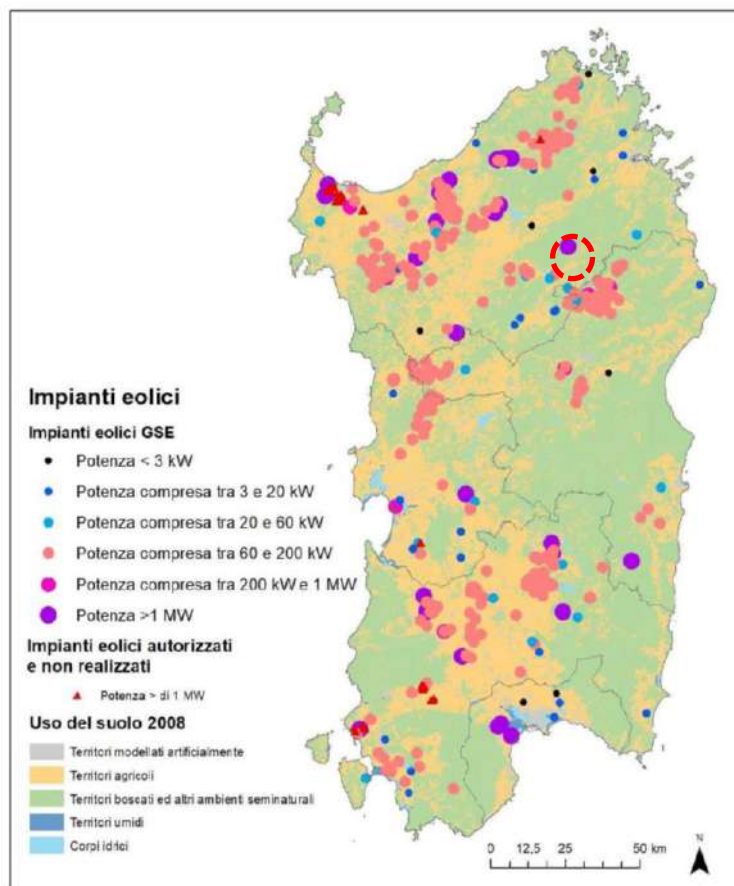 Impianti eolici
Impianti eolici GSE
Potenza < 3 kW
Potenza compresa tra 3 e 20 kW
Potenza compresa tra 20 e 60 kW
Potenza compresa tra 60 e 200 kW
Potenza compresa tra 200 kW e 1 MW
Potenza >1 MW
Impianti eolici autorizzati
e non realizzati
Potenza > di 1 MW
Uso del suolo 2008
Territori modellati artificialmente
Territori agricoli
Territori boscati ed altri ambienti seminaturali
Territori umidi
Corpi idrici
N
0 12,5 25 50 km